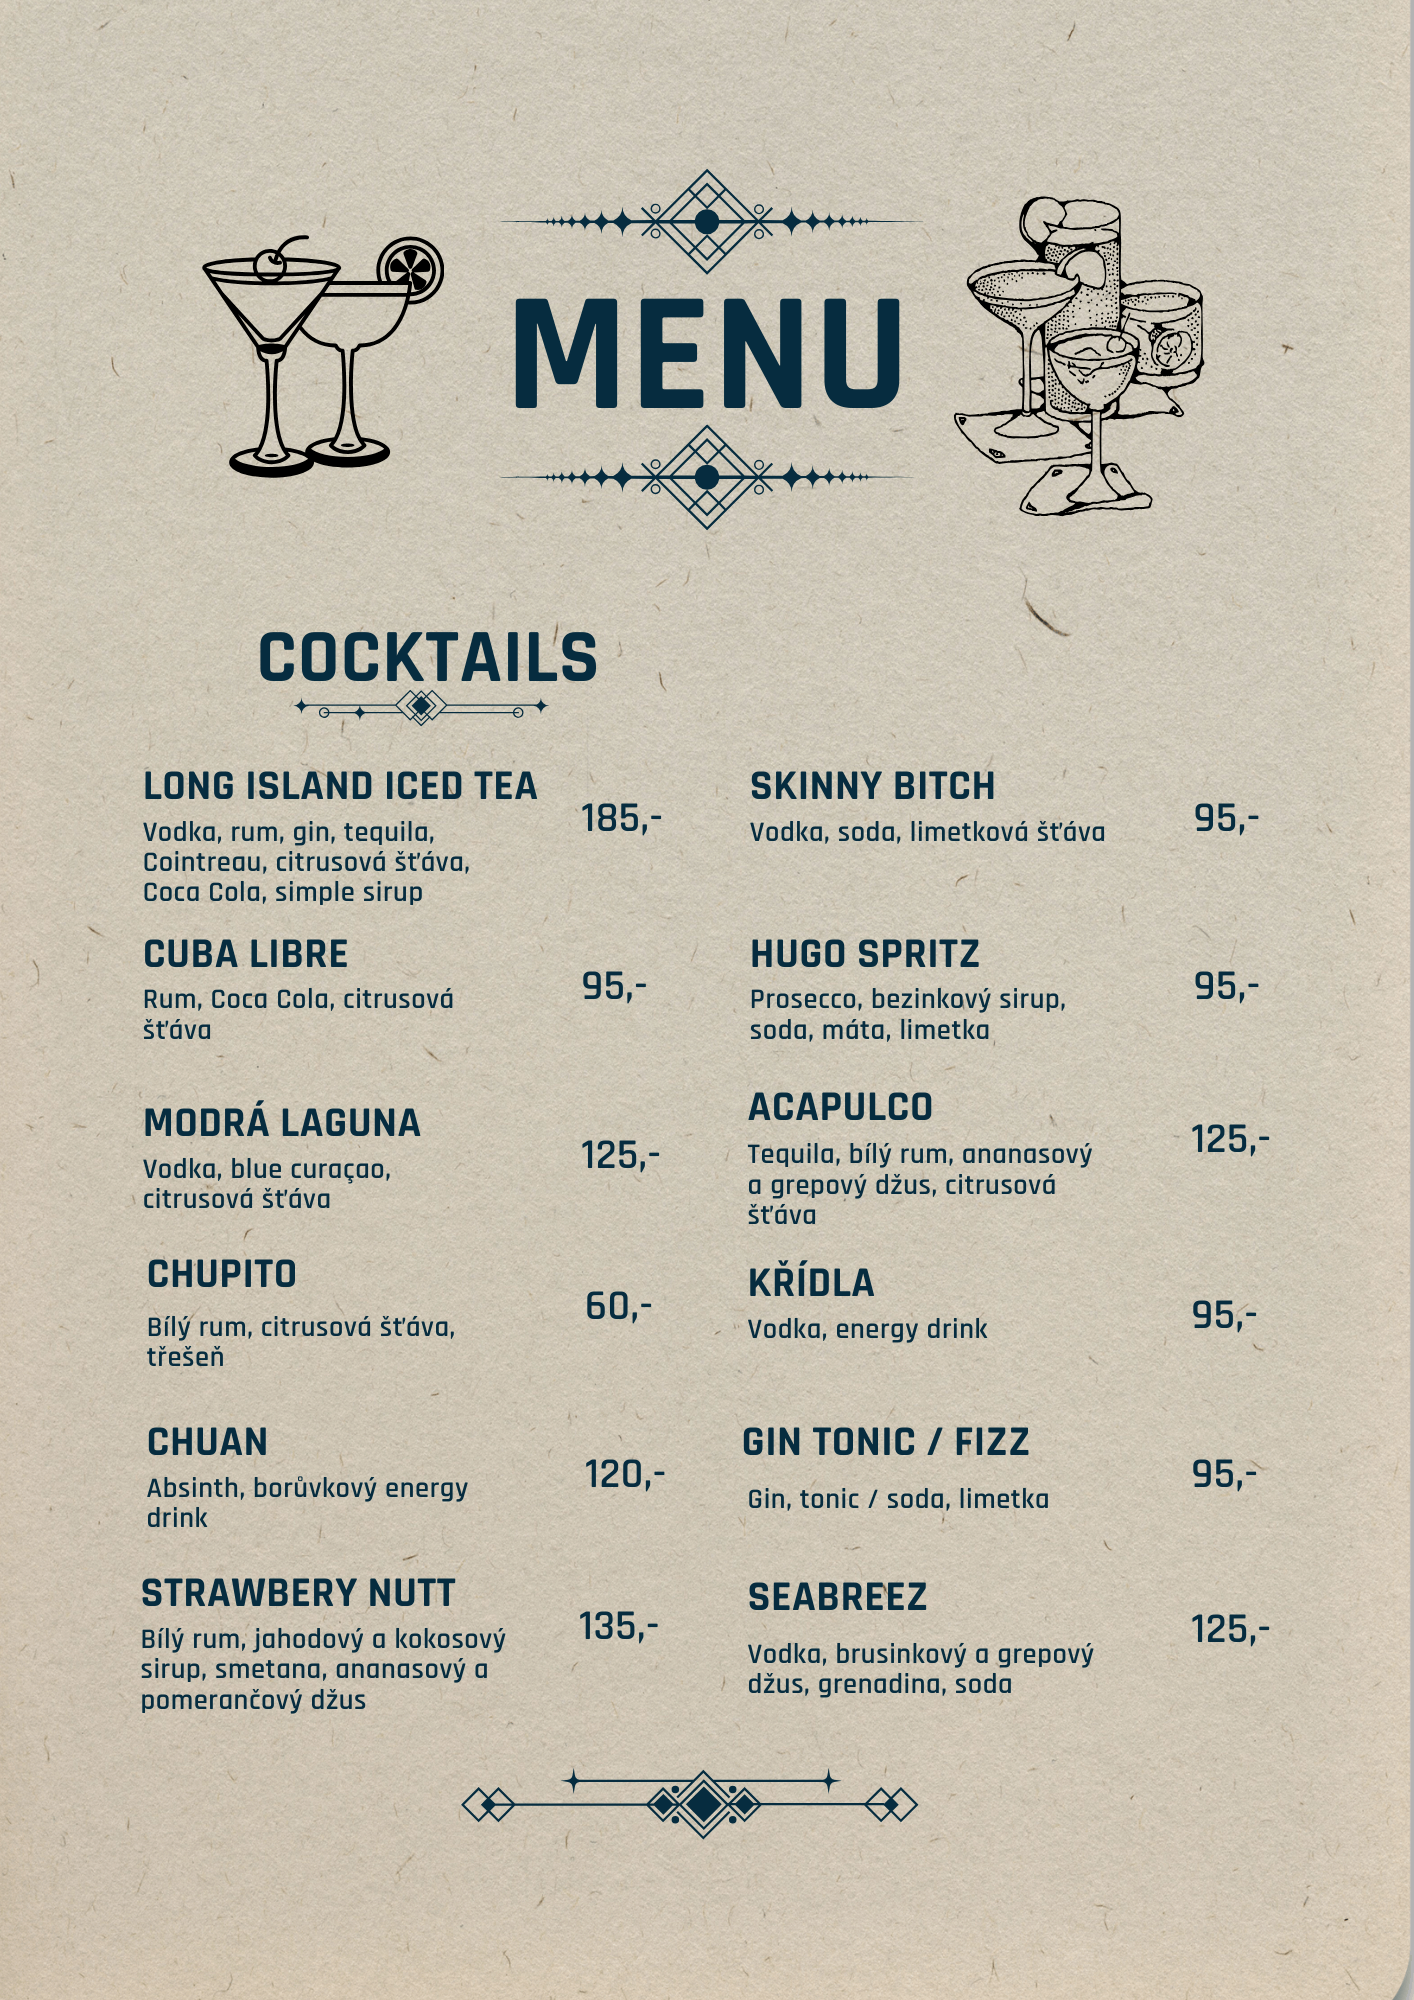 MENU
COCKTAILS
LONG ISLAND ICED TEA
185,-
Vodka, rum, gin, tequila,
Cointreau, citrusová šťáva,
Coca Cola, simple sirup
CUBA LIBRE
95,-
Rum, Coca Cola, citrusová
šťáva
MODRÁ LAGUNA
125,-
Vodka, blue curaçao,
citrusová šťáva
CHUPITO
60,-
Bílý rum, citrusová šťáva,
třešeň
CHUAN
120,-
Absinth, borůvkový energy
drink
STRAWBERY NUTT
135,-
Bílý rum, jahodový a kokosový
sirup, smetana, ananasový a
pomerančový džus
SKINNY BITCH
95,-
Vodka, soda, limetková šťáva
HUGO SPRITZ
95,-
Prosecco, bezinkový sirup,
soda, máta, limetka
ACAPULCO
125,-
Tequila, bílý rum, ananasový
a grepový džus, citrusová
šťáva
KŘÍDLA
95,-
Vodka, energy drink
GIN TONIC / FIZZ
95,-
Gin, tonic / soda, limetka
SEABREEZ
125,-
Vodka, brusinkový a grepový
džus, grenadina, soda